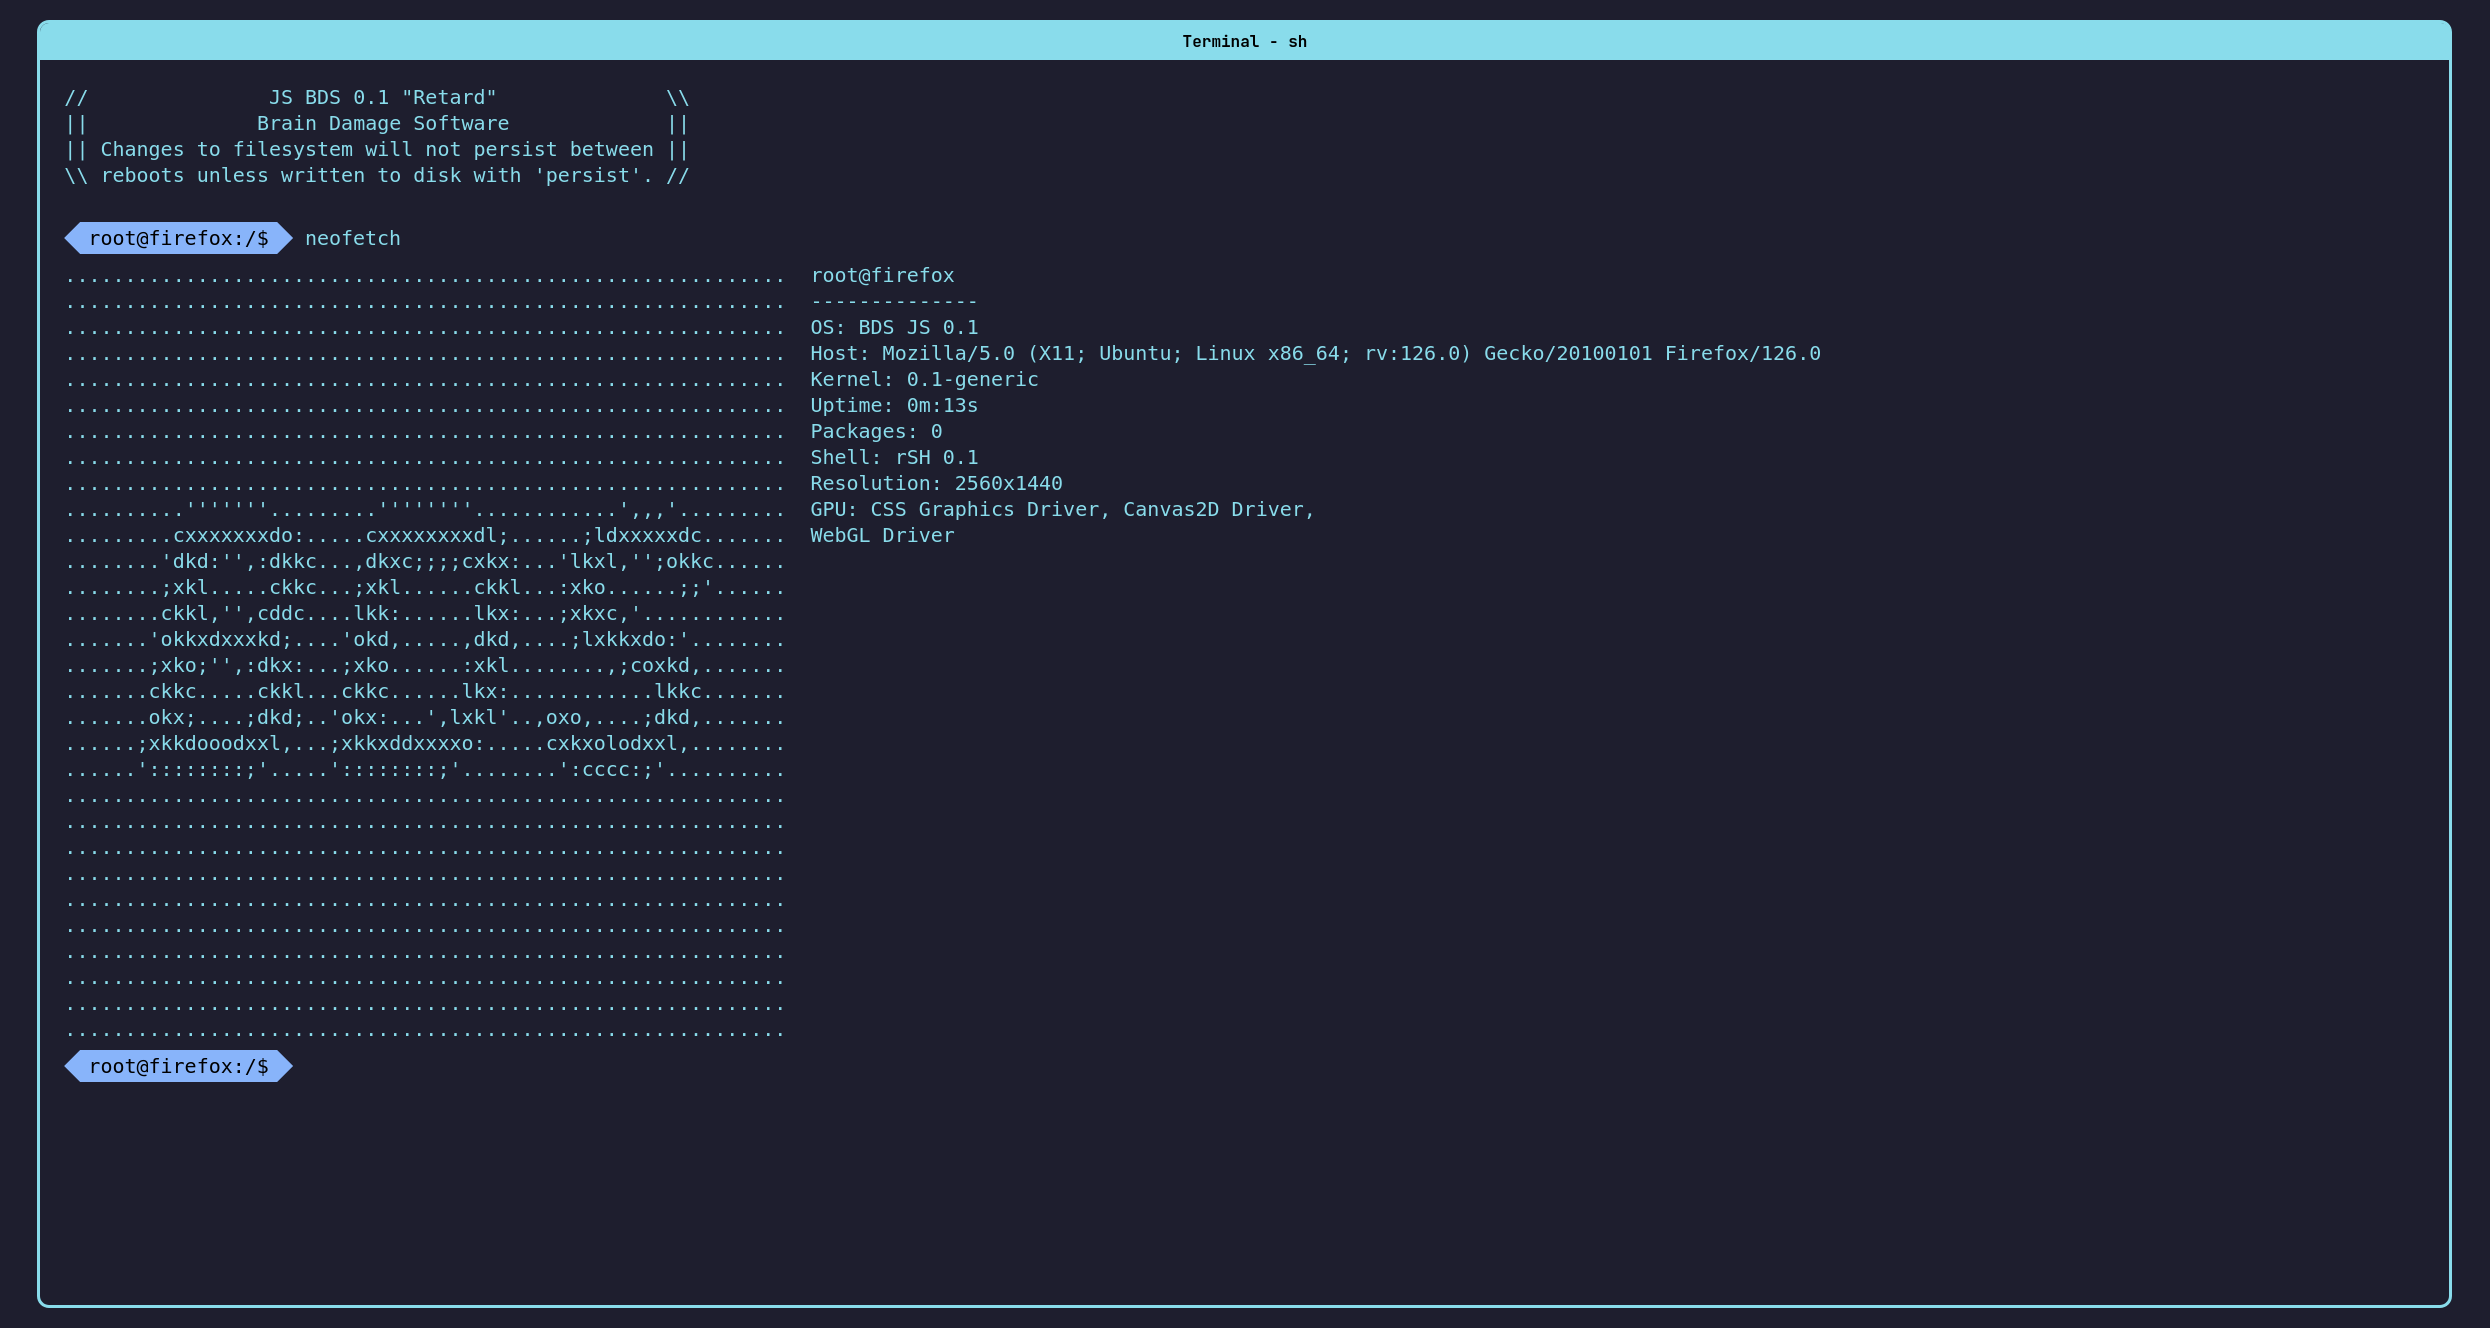 Terminal - sh
//               JS BDS 0.1 "Retard"              \\
||              Brain Damage Software             ||
|| Changes to filesystem will not persist between ||
\\ reboots unless written to disk with 'persist'. //
root@firefox:/$ neofetch
............................................................  root@firefox
............................................................  --------------
............................................................  OS: BDS JS 0.1
............................................................  Host: Mozilla/5.0 (X11; Ubuntu; Linux x86_64; rv:126.0) Gecko/20100101 Firefox/126.0
............................................................  Kernel: 0.1-generic
............................................................  Uptime: 0m:13s
............................................................  Packages: 0
............................................................  Shell: rSH 0.1
............................................................  Resolution: 2560x1440
..........'''''''.........''''''''............',,,'.........  GPU: CSS Graphics Driver, Canvas2D Driver,
.........cxxxxxxxdo:.....cxxxxxxxxdl;......;ldxxxxxdc.......  WebGL Driver
........'dkd:'',:dkkc...,dkxc;;;;cxkx:...'lkxl,'';okkc......
........;xkl.....ckkc...;xkl......ckkl...:xko......;;'......
........ckkl,'',cddc....lkk:......lkx:...;xkxc,'............
.......'okkxdxxxkd;....'okd,.....,dkd,....;lxkkxdo:'........
.......;xko;'',:dkx:...;xko......:xkl........,;coxkd,.......
.......ckkc.....ckkl...ckkc......lkx:............lkkc.......
.......okx;....;dkd;..'okx:...',lxkl'..,oxo,....;dkd,.......
......;xkkdooodxxl,...;xkkxddxxxxo:.....cxkxolodxxl,........
......'::::::::;'.....'::::::::;'........':cccc:;'..........
............................................................
............................................................
............................................................
............................................................
............................................................
............................................................
............................................................
............................................................
............................................................
............................................................
root@firefox:/$